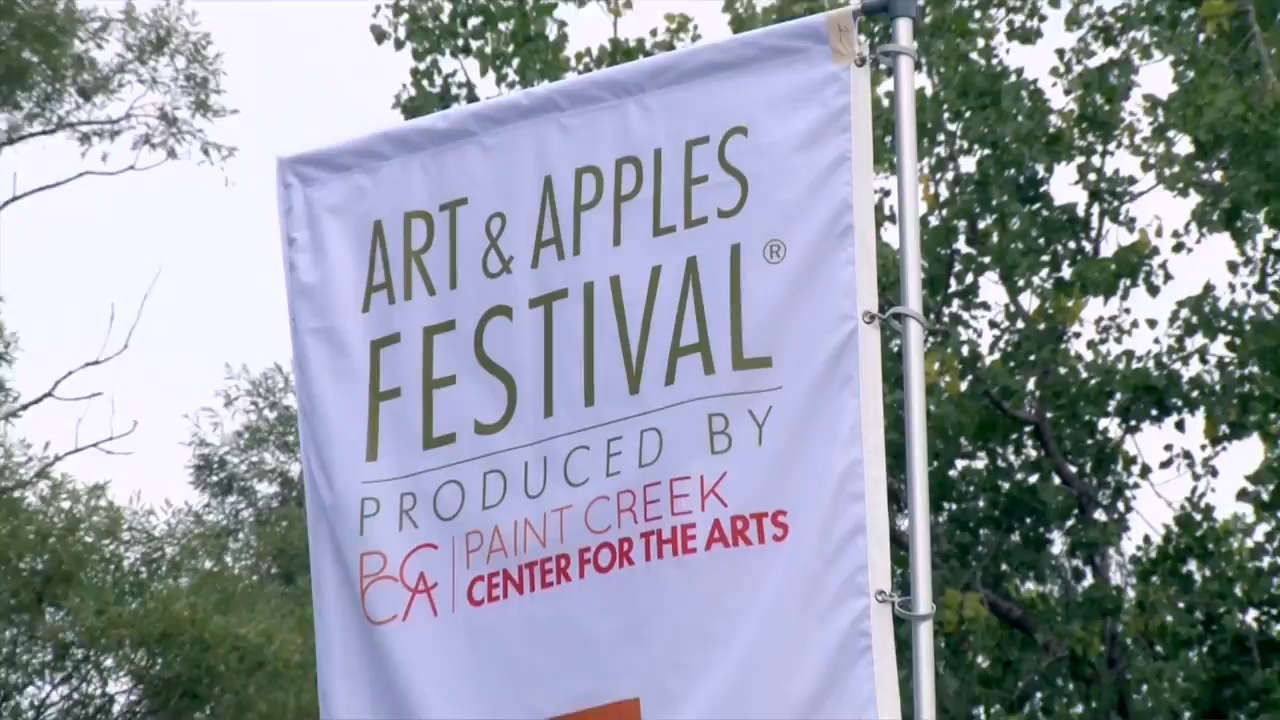 ART & APPLES
FESTIVAL®
PRODUCED BY
PCCA
PAINT CREEK
CENTER FOR THE ARTS